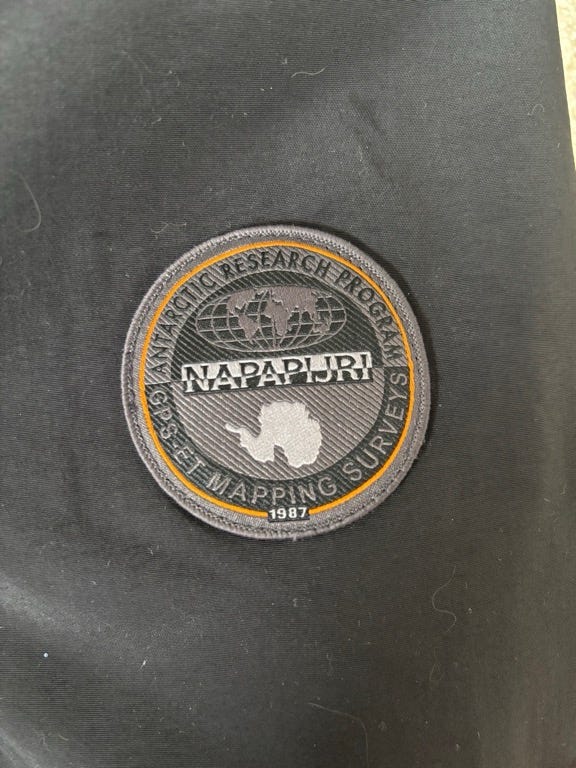 ANTARCTIC RESEARCH PROGRAM
NAPAPIJRI
GPS-ET MAPPING SURVEYS
1987